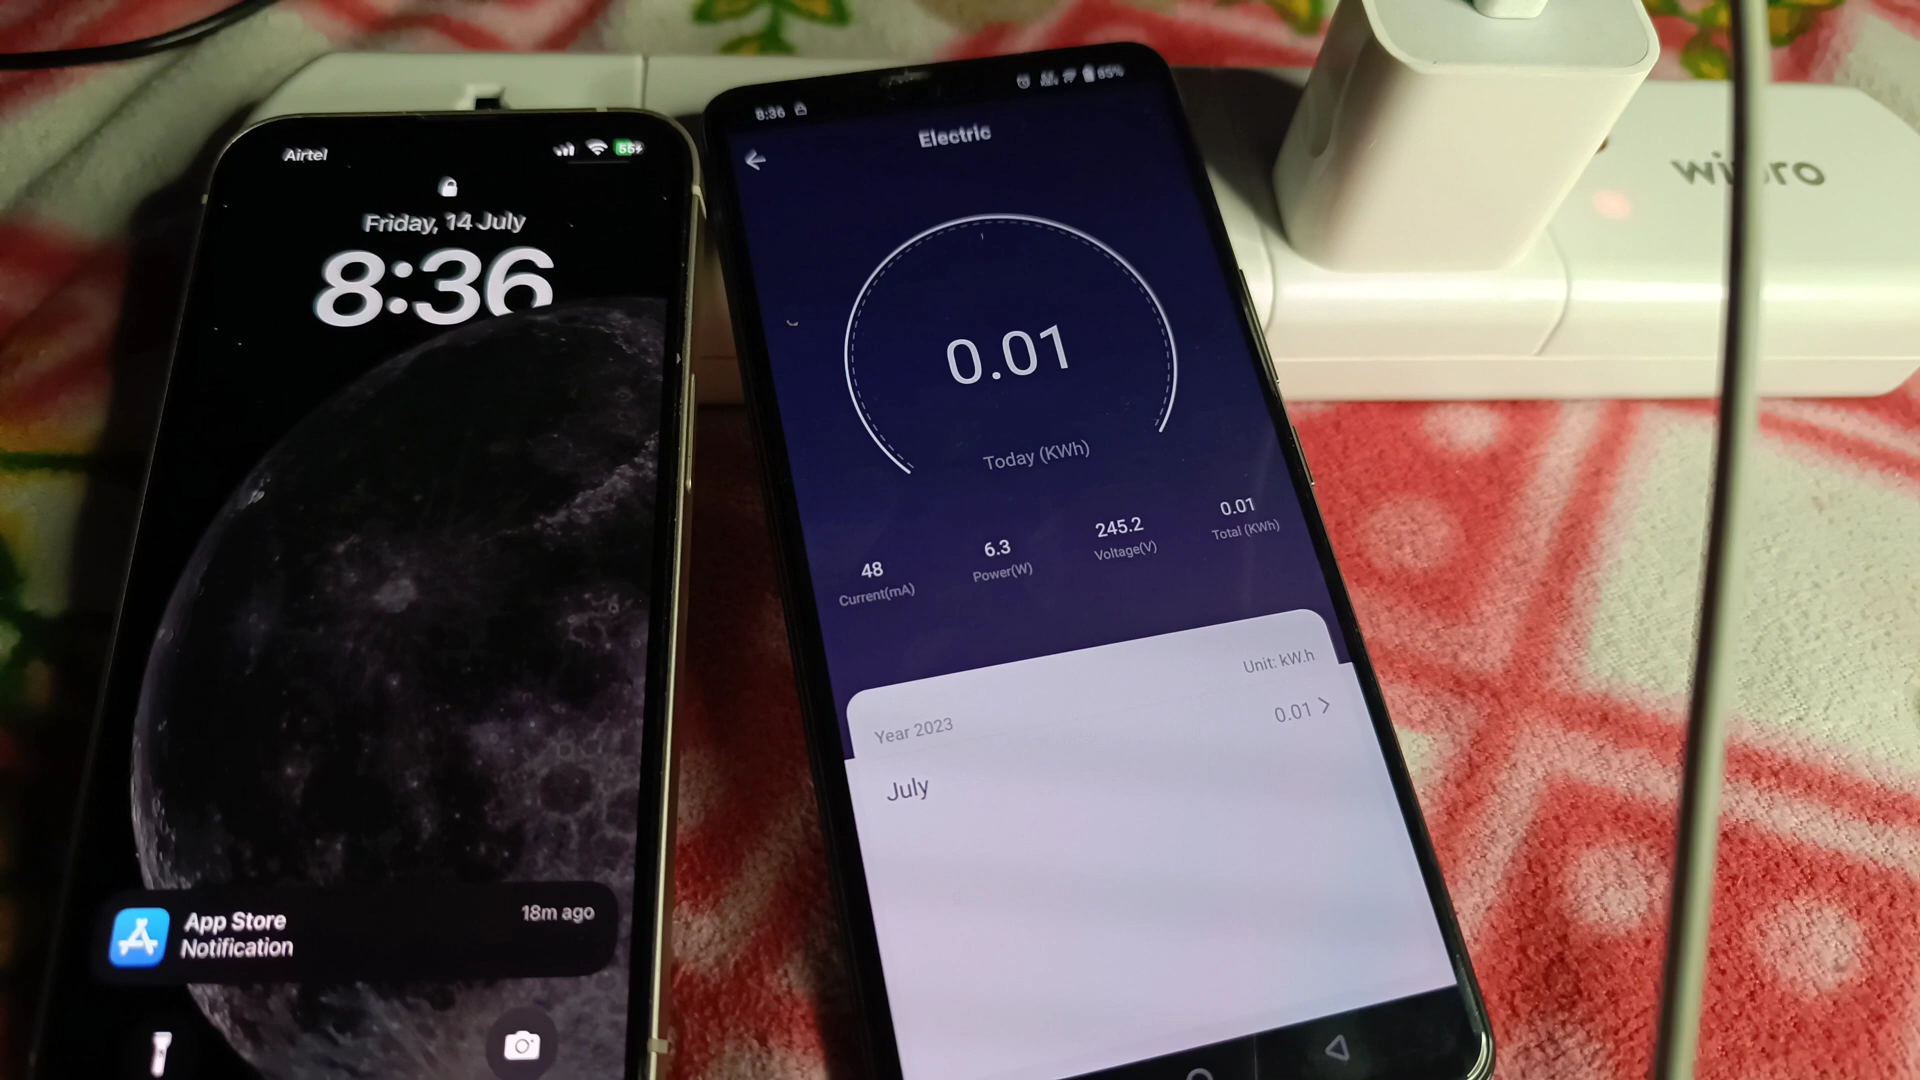 Airtel
55
Friday, 14 July
8:36
App Store
18m ago
Notification
8:36
85%
Electric
0.01
Today (KWh)
48
Current(mA)
6.3
Power(W)
245.2
Voltage(V)
0.01
Total (KWh)
Unit: kW.h
Year 2023
0.01
July